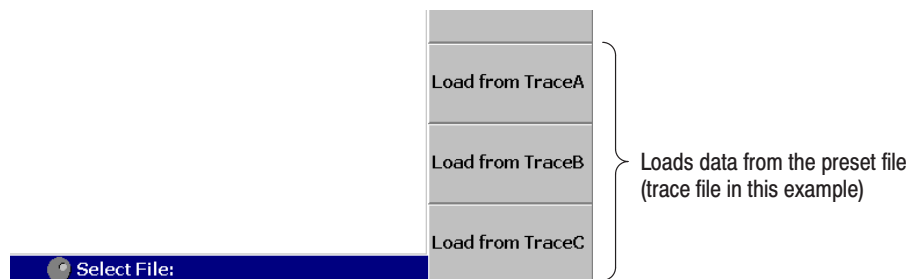 Load from TraceA
Load from TraceB
Loads data from the preset file
(trace file in this example)
Load from TraceC
Select File: